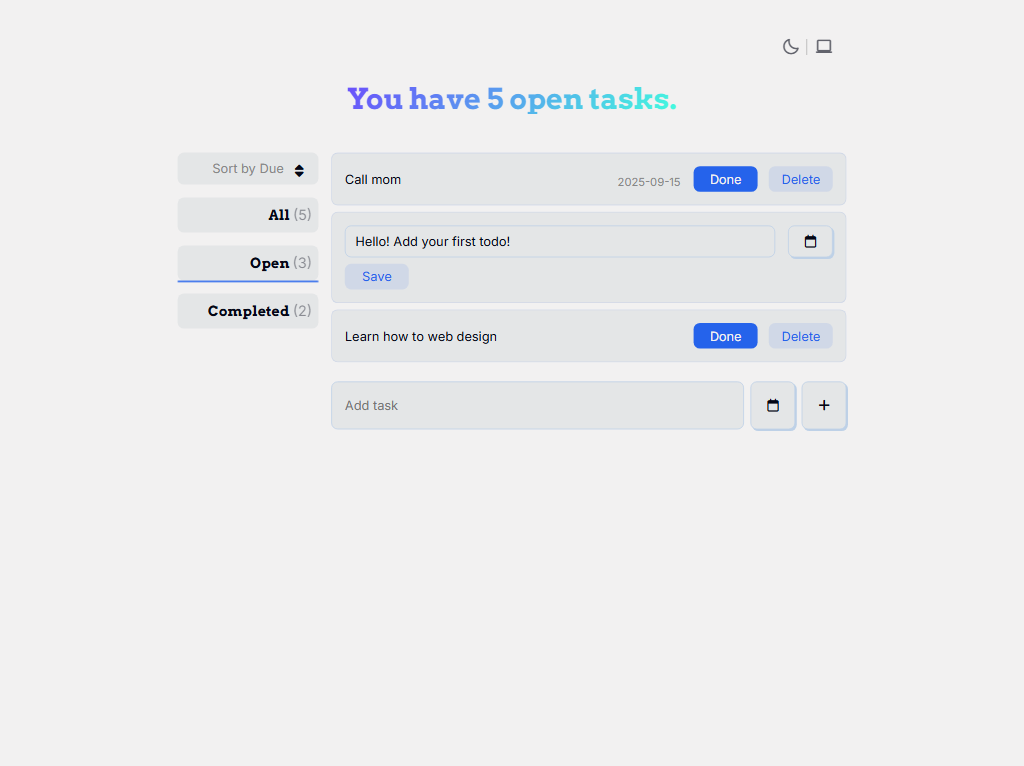 You have 5 open tasks.
Sort by Due
All (5)
Open (3)
Completed (2)
Call mom 2025-09-15 Done Delete
Hello! Add your first todo!
Save
Learn how to web design Done Delete
Add task +